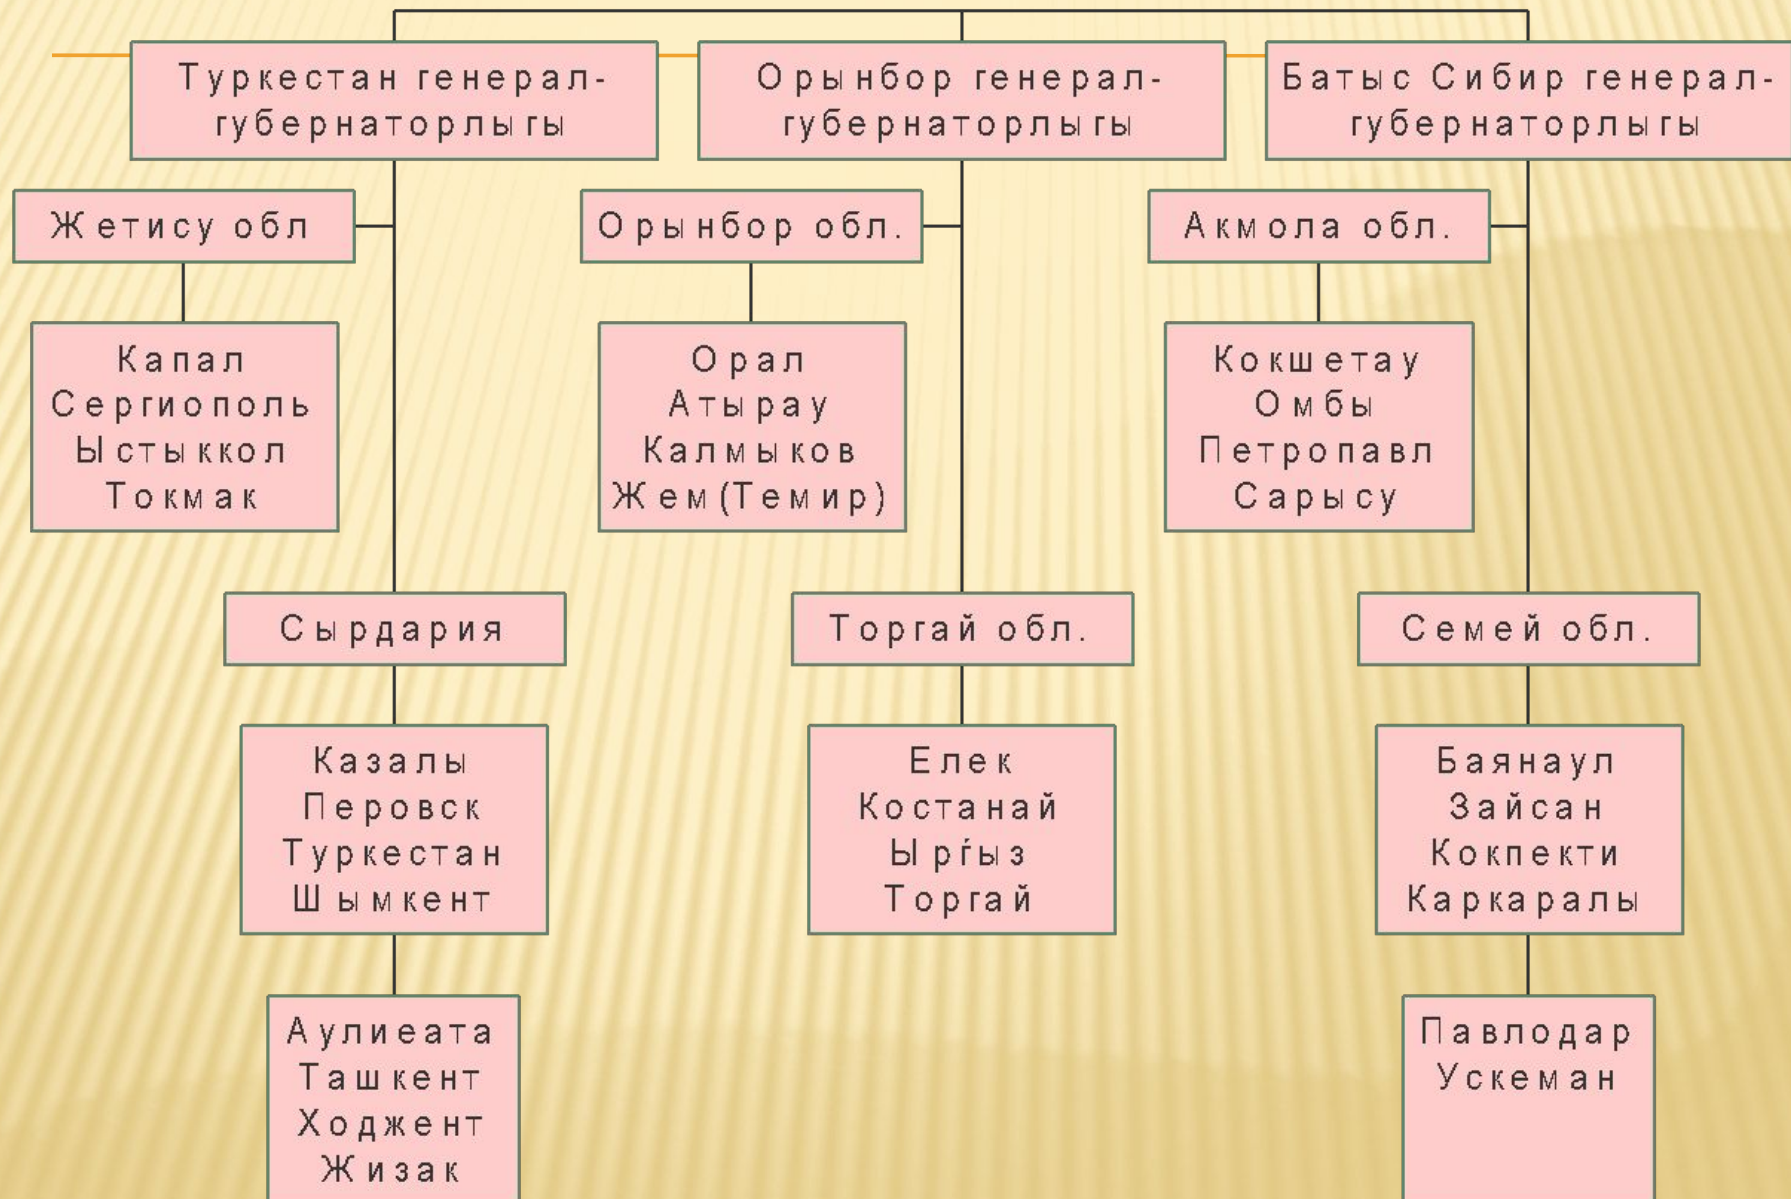 Туркестан генерал-
губернаторлыгы
Орынбор генерал-
губернаторлыгы
Батыс Сибир генерал-
губернаторлыгы
Жетису обл
Орынбор обл.
Акмола обл.
Капал
Сергиополь
Ыстыккол
Токмак
Орал
Атырау
Калмыков
Жем(Темир)
Кокшетау
Омбы
Петропавл
Сарысу
Сырдария
Торгай обл.
Семей обл.
Казалы
Перовск
Туркестан
Шымкент
Елек
Костанай
Ырѓыз
Торгай
Баянаул
Зайсан
Кокпекти
Каркаралы
Аулиеата
Ташкент
Ходжент
Жизак
Павлодар
Ускеман